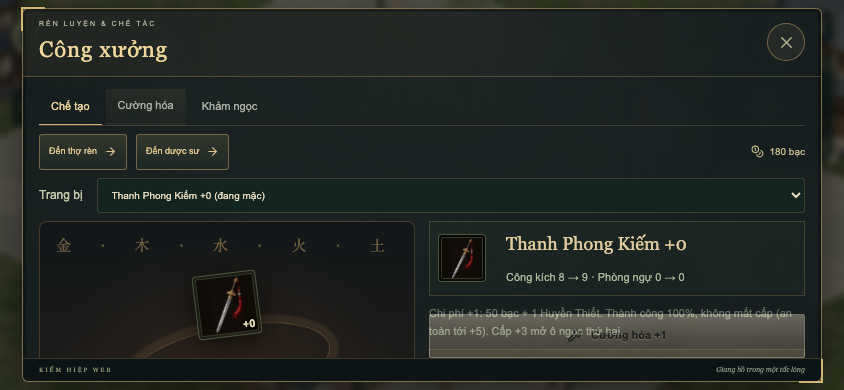 RÈN LUYỆN & CHẾ TÁC
Công xưởng
Chế tạo
Cường hóa
Khảm ngọc
Đến thợ rèn →
Đến dược sư →
180 bạc
Trang bị
Thanh Phong Kiếm +0 (đang mặc)
金 · 木 · 水 · 火 · 土
+0
Thanh Phong Kiếm +0
Công kích 8 → 9 · Phòng ngự 0 → 0
Chi phí +1: 50 bạc + 1 Huyền Thiết. Thành công 100%, không mất cấp (an
toàn tới +5). Cấp +3 mở ô ngọc thứ hai.
Cường hóa +1
KIẾM HIỆP WEB
Giang hồ trong một tấc lòng